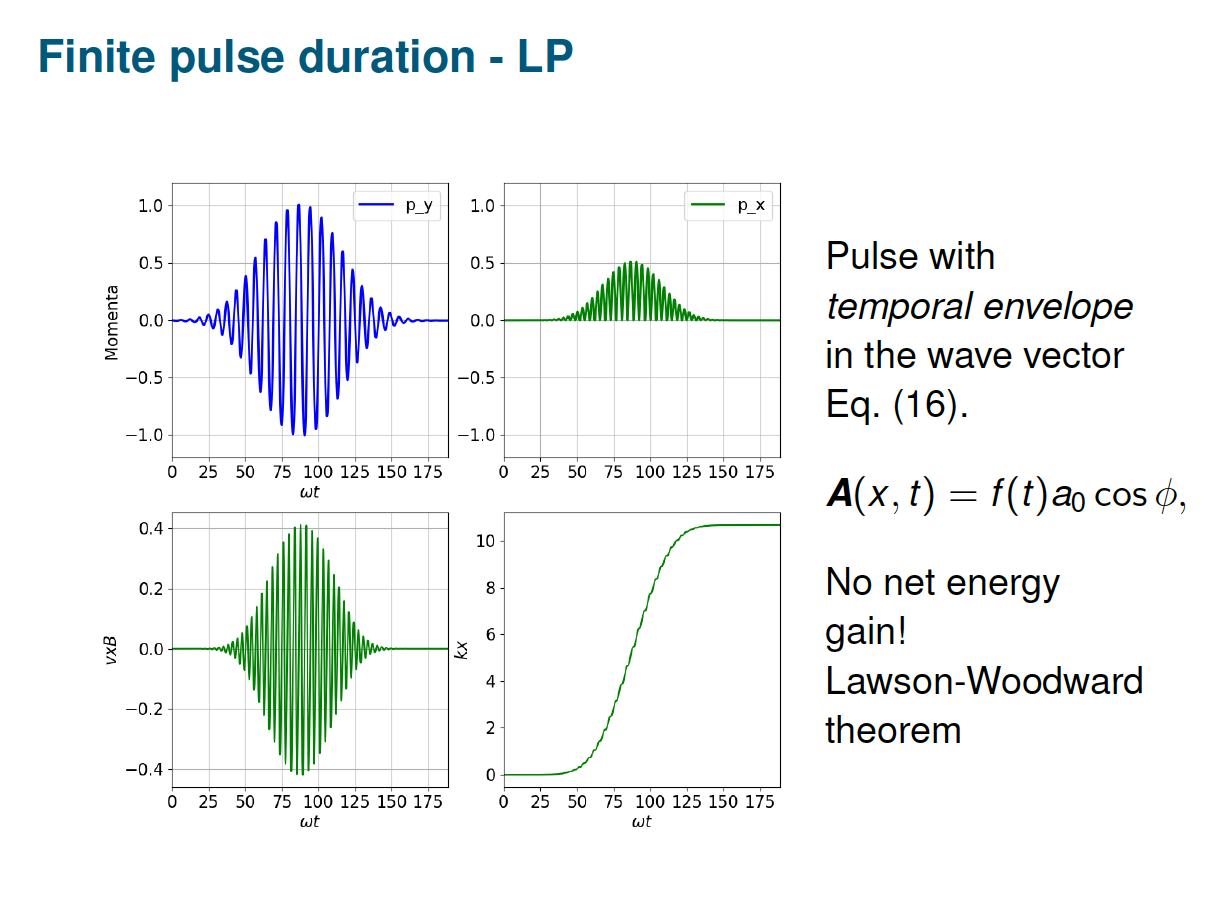 Finite pulse duration - LP
1.0
0.5
0.0
−0.5
−1.0
Momenta
p_y
0 25 50 75 100 125 150 175
ωt
1.0
0.5
0.0
−0.5
−1.0
p_x
0 25 50 75 100 125 150 175
0.4
0.2
0.0
−0.2
−0.4
vxB
0 25 50 75 100 125 150 175
ωt
10
8
6
4
2
0
kx
0 25 50 75 100 125 150 175
ωt
Pulse with
temporal envelope
in the wave vector
Eq. (16).
A(x, t) = f(t)a₀ cos ϕ,
No net energy
gain!
Lawson-Woodward
theorem